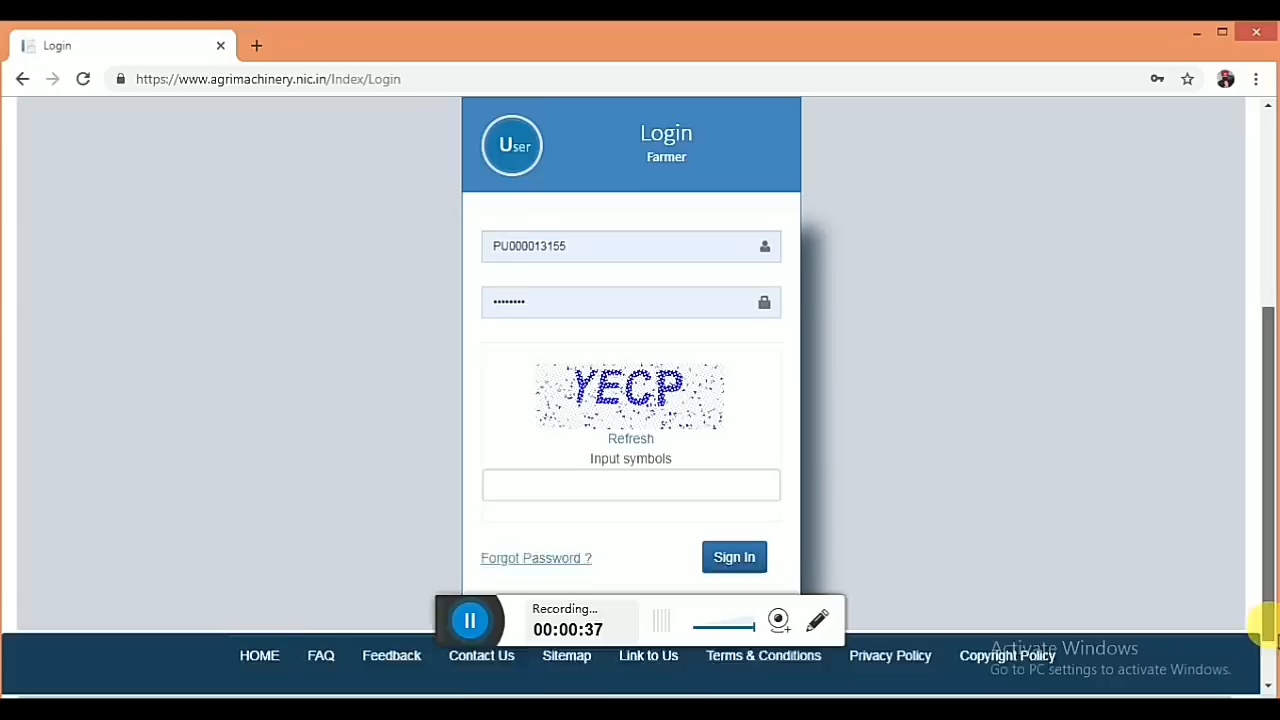 Login
https://www.agrimachinery.nic.in/Index/Login
User
Login
Farmer
PU000013155
••••••••
YECP
Refresh
Input symbols
Forgot Password ?
Sign In
Recording...
00:00:37
HOME FAQ Feedback Contact Us Sitemap Link to Us Terms & Conditions Privacy Policy Copyright Policy
Activate Windows
Go to PC settings to activate Windows.